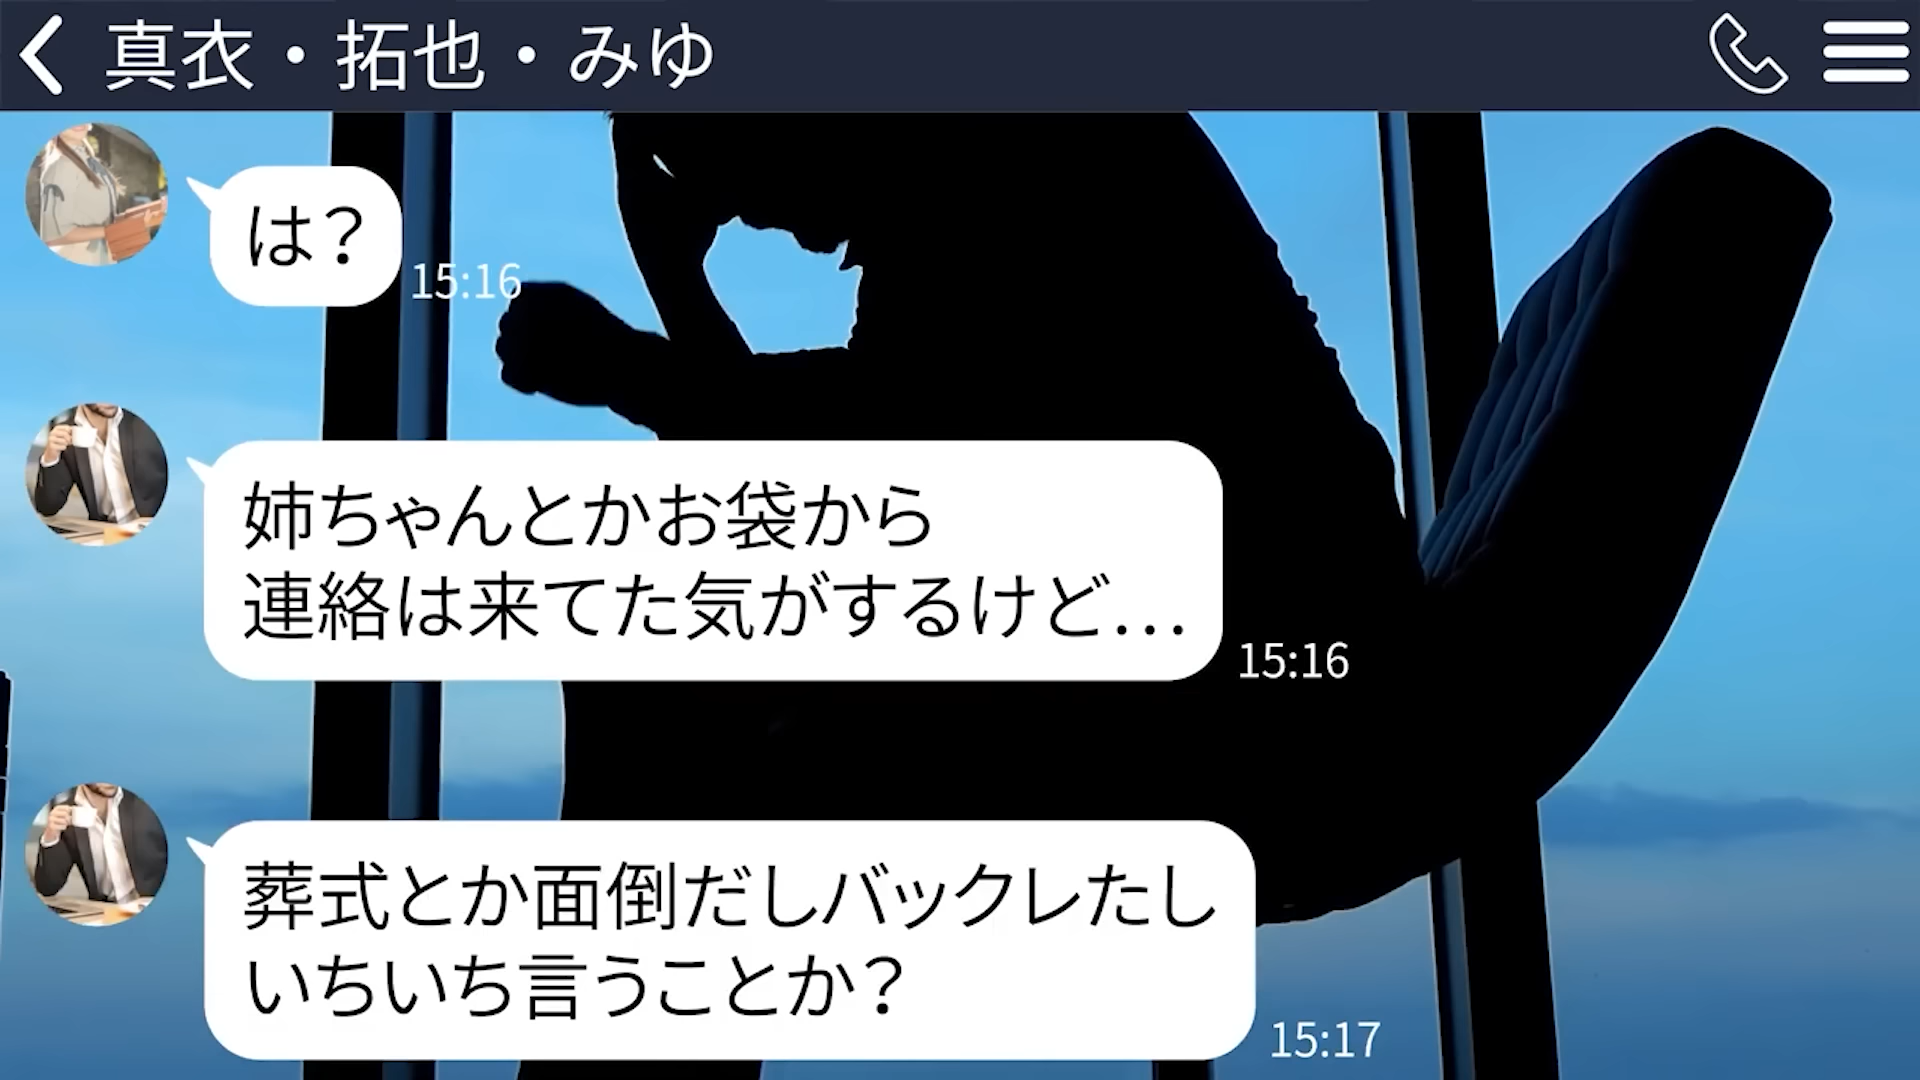 真衣・拓也・みゆ
は?
15:16
姉ちゃんとかお袋から
連絡は来てた気がするけど…
15:16
葬式とか面倒だしバックレたし
いちいち言うことか?
15:17